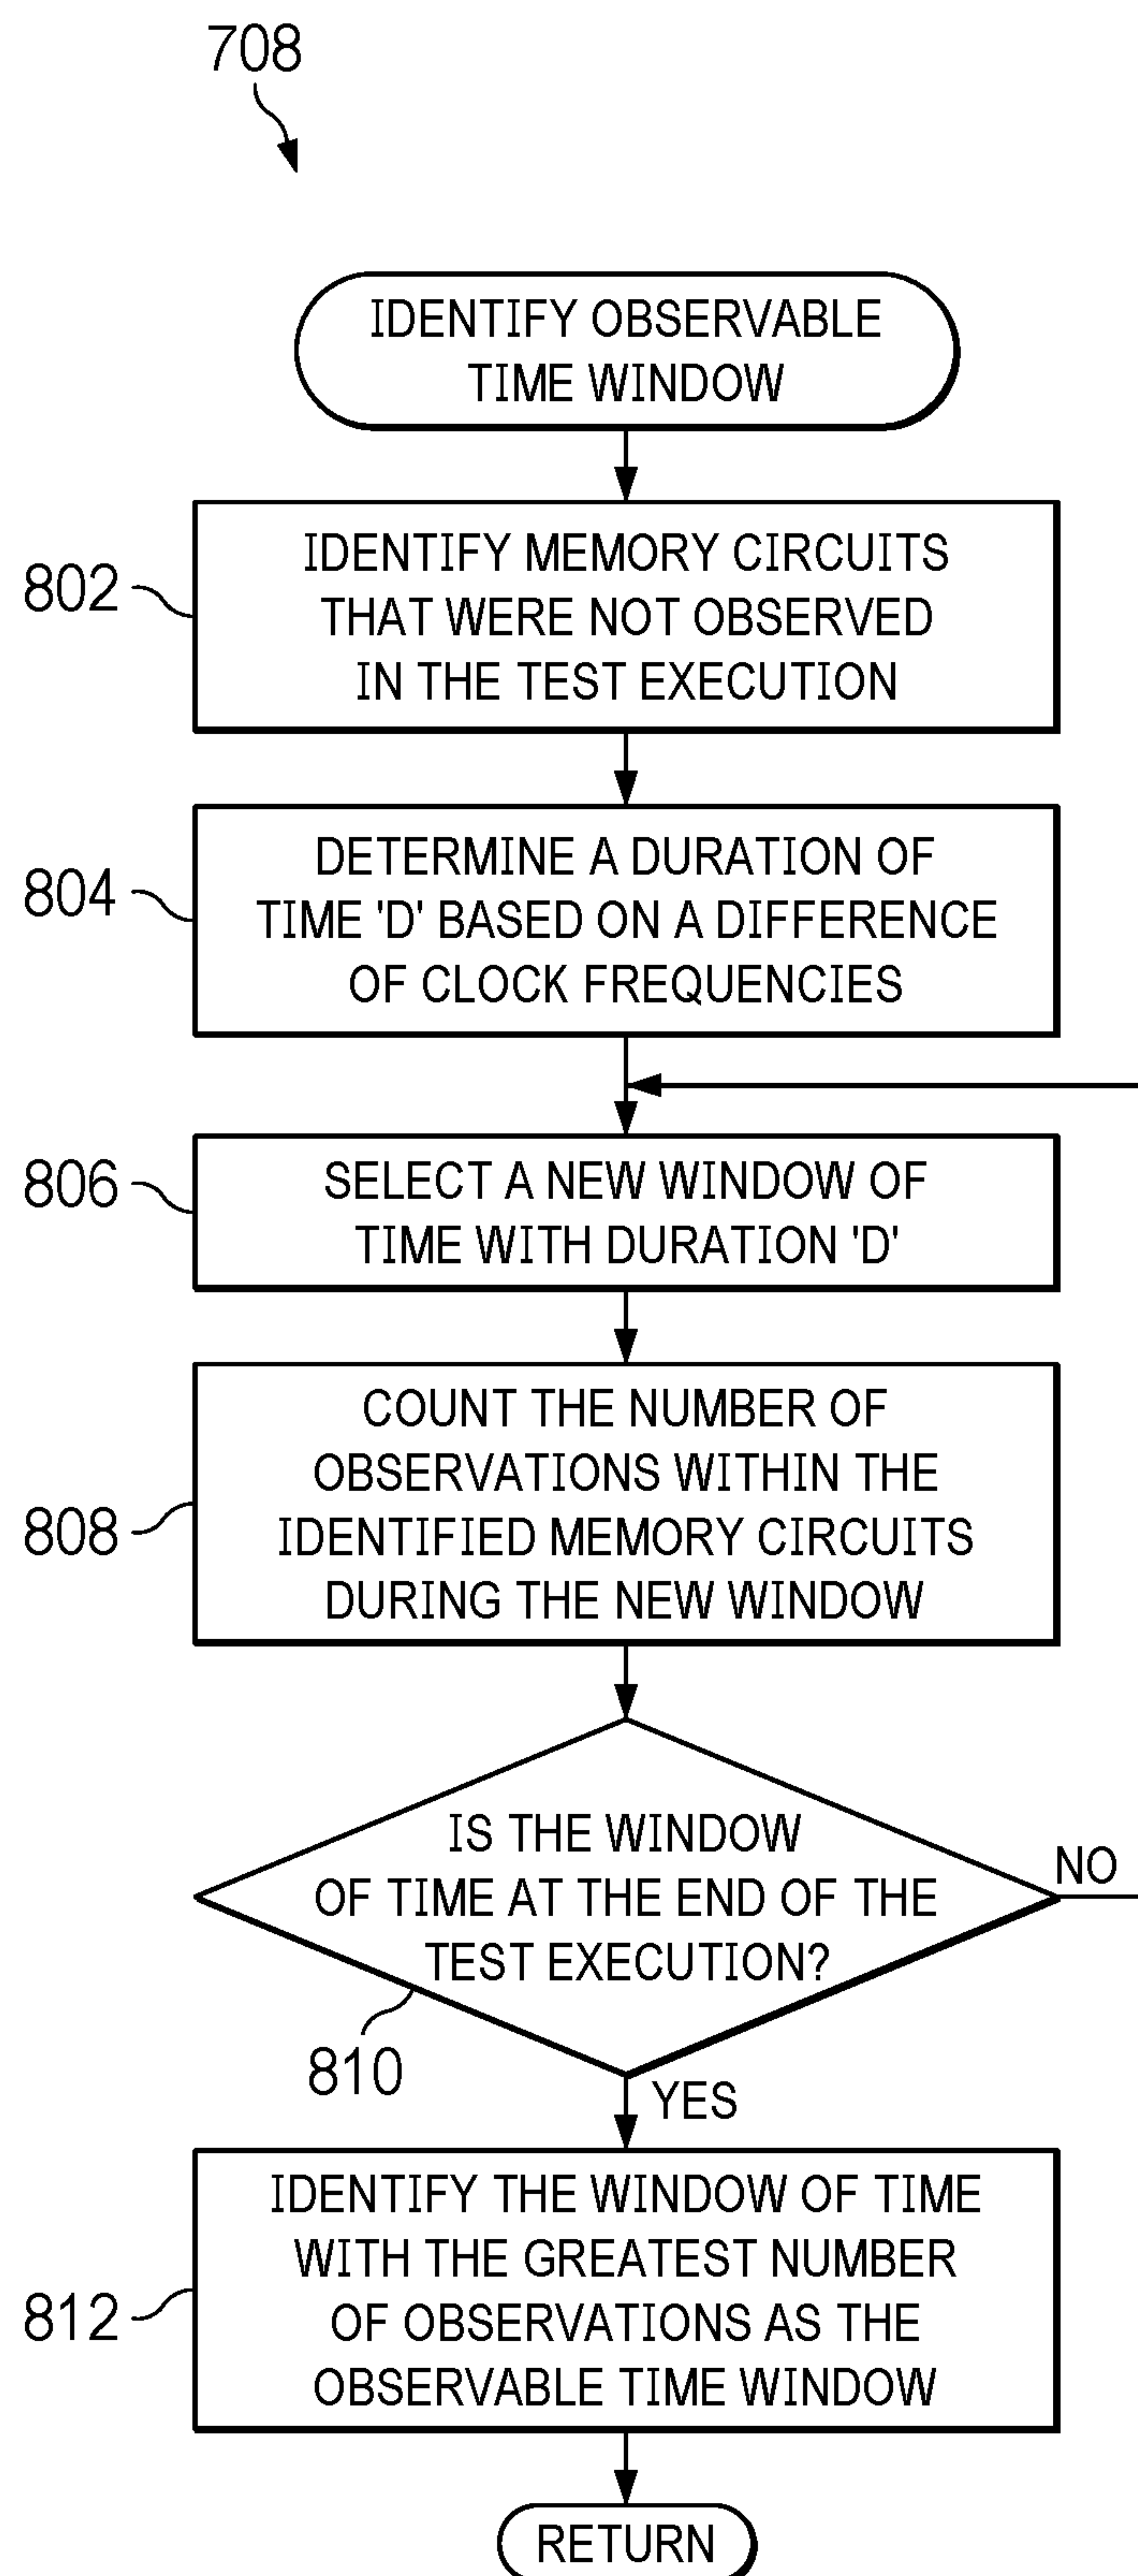 708
IDENTIFY OBSERVABLE
TIME WINDOW
802
IDENTIFY MEMORY CIRCUITS
THAT WERE NOT OBSERVED
IN THE TEST EXECUTION
804
DETERMINE A DURATION OF
TIME 'D' BASED ON A DIFFERENCE
OF CLOCK FREQUENCIES
806
SELECT A NEW WINDOW OF
TIME WITH DURATION 'D'
808
COUNT THE NUMBER OF
OBSERVATIONS WITHIN THE
IDENTIFIED MEMORY CIRCUITS
DURING THE NEW WINDOW
IS THE WINDOW
OF TIME AT THE END OF THE
TEST EXECUTION?
NO
810
YES
812
IDENTIFY THE WINDOW OF TIME
WITH THE GREATEST NUMBER
OF OBSERVATIONS AS THE
OBSERVABLE TIME WINDOW
RETURN